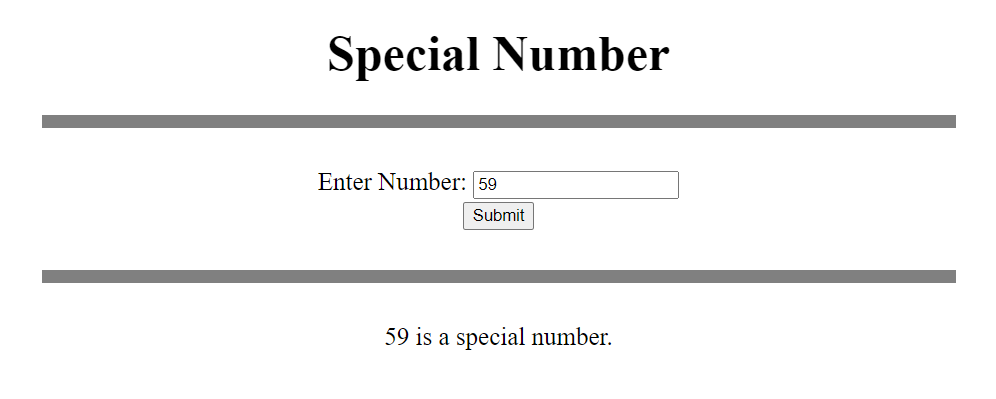 Special Number
Enter Number: 59
Submit
59 is a special number.